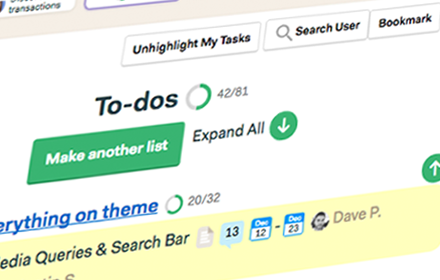 transactions
Unhighlight My Tasks
Search User
Bookmark
To-dos 42/81
Make another list
Expand All
erything on theme 20/32
edia Queries & Search Bar 13 Dec 12 - Dec 23 Dave P.